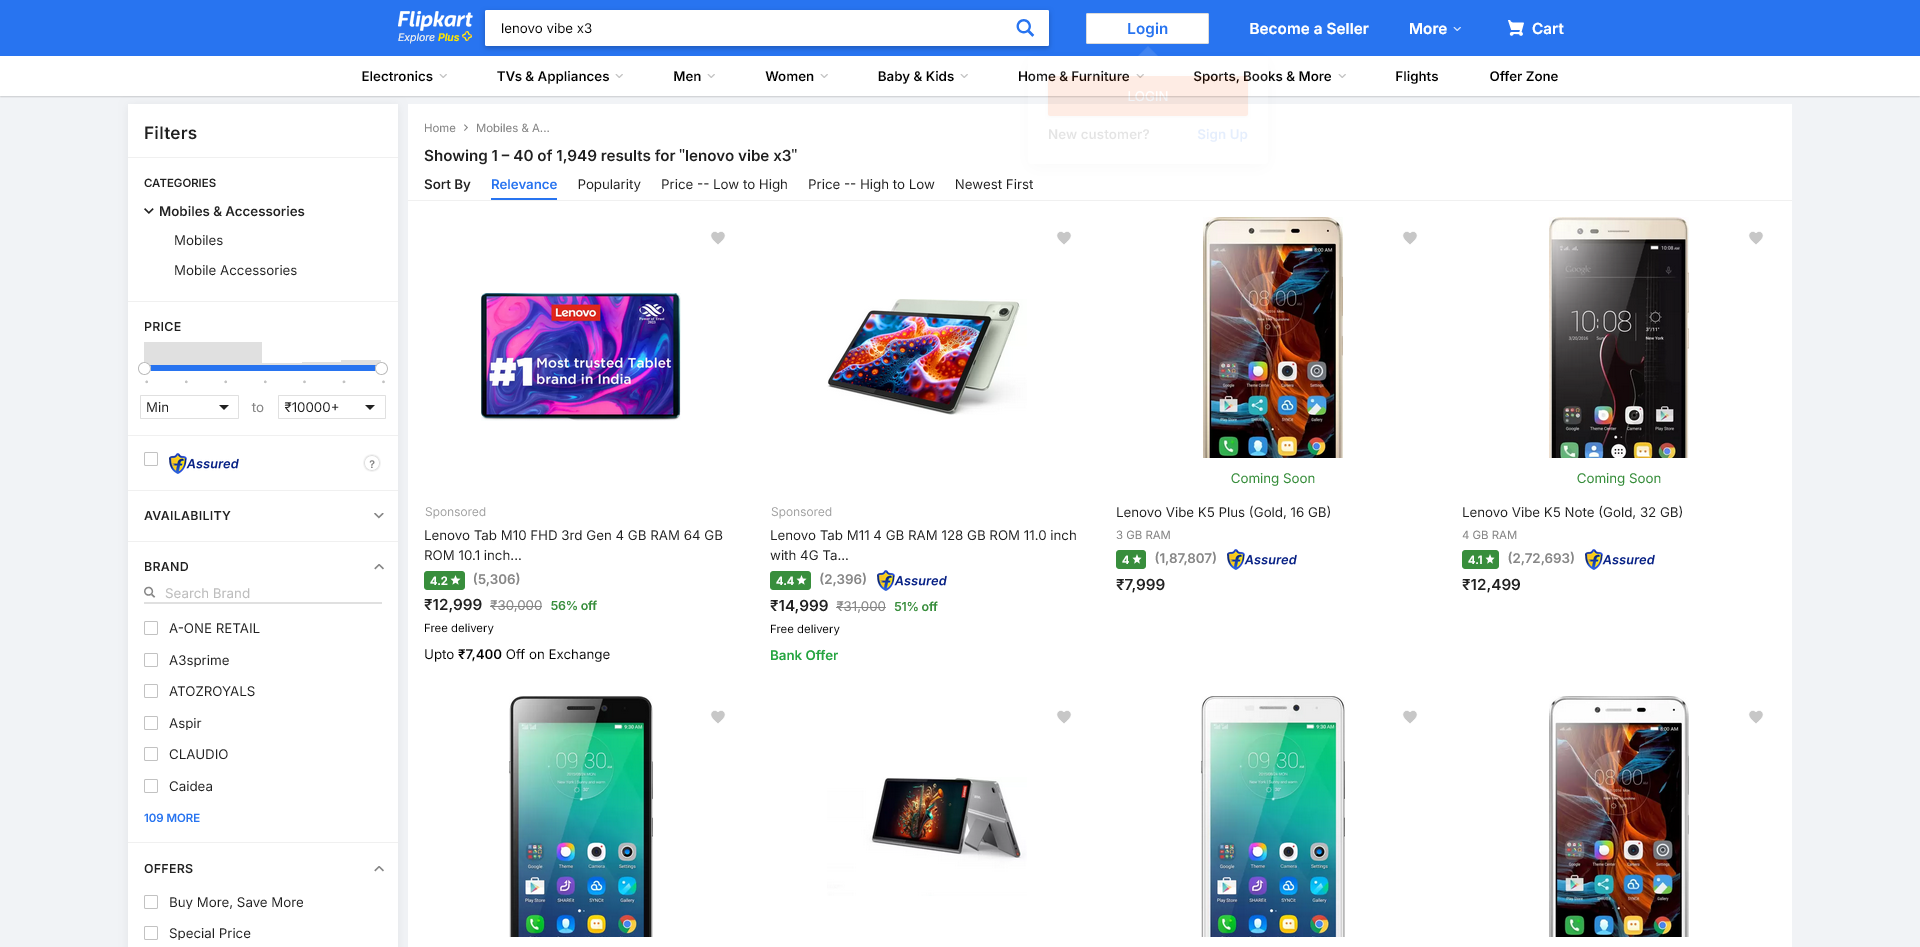 Flipkart
Explore Plus
lenovo vibe x3
Login
Become a Seller
More
Cart
Electronics
TVs & Appliances
Men
Women
Baby & Kids
Home & Furniture
Sports, Books & More
Flights
Offer Zone
LOGIN
New customer?
Sign Up
Filters
CATEGORIES
Mobiles & Accessories
Mobiles
Mobile Accessories
PRICE
Min
to
₹10000+
Assured
?
AVAILABILITY
BRAND
Search Brand
A-ONE RETAIL
A3sprime
ATOZROYALS
Aspir
CLAUDIO
Caidea
109 MORE
OFFERS
Buy More, Save More
Special Price
Home
Mobiles & A...
Showing 1 – 40 of 1,949 results for "lenovo vibe x3"
Sort By
Relevance
Popularity
Price -- Low to High
Price -- High to Low
Newest First
Lenovo
#1 Most trusted Tablet
brand in India
Sponsored
Lenovo Tab M10 FHD 3rd Gen 4 GB RAM 64 GB
ROM 10.1 inch...
4.2 ★ (5,306)
₹12,999 ₹30,000 56% off
Free delivery
Upto ₹7,400 Off on Exchange
Sponsored
Lenovo Tab M11 4 GB RAM 128 GB ROM 11.0 inch
with 4G Ta...
4.4 ★ (2,396) Assured
₹14,999 ₹31,000 51% off
Free delivery
Bank Offer
08:00
Coming Soon
Lenovo Vibe K5 Plus (Gold, 16 GB)
3 GB RAM
4 ★ (1,87,807) Assured
₹7,999
Google
10:08
Coming Soon
Lenovo Vibe K5 Note (Gold, 32 GB)
4 GB RAM
4.1 ★ (2,72,693) Assured
₹12,499
09:30
09:30
08:00